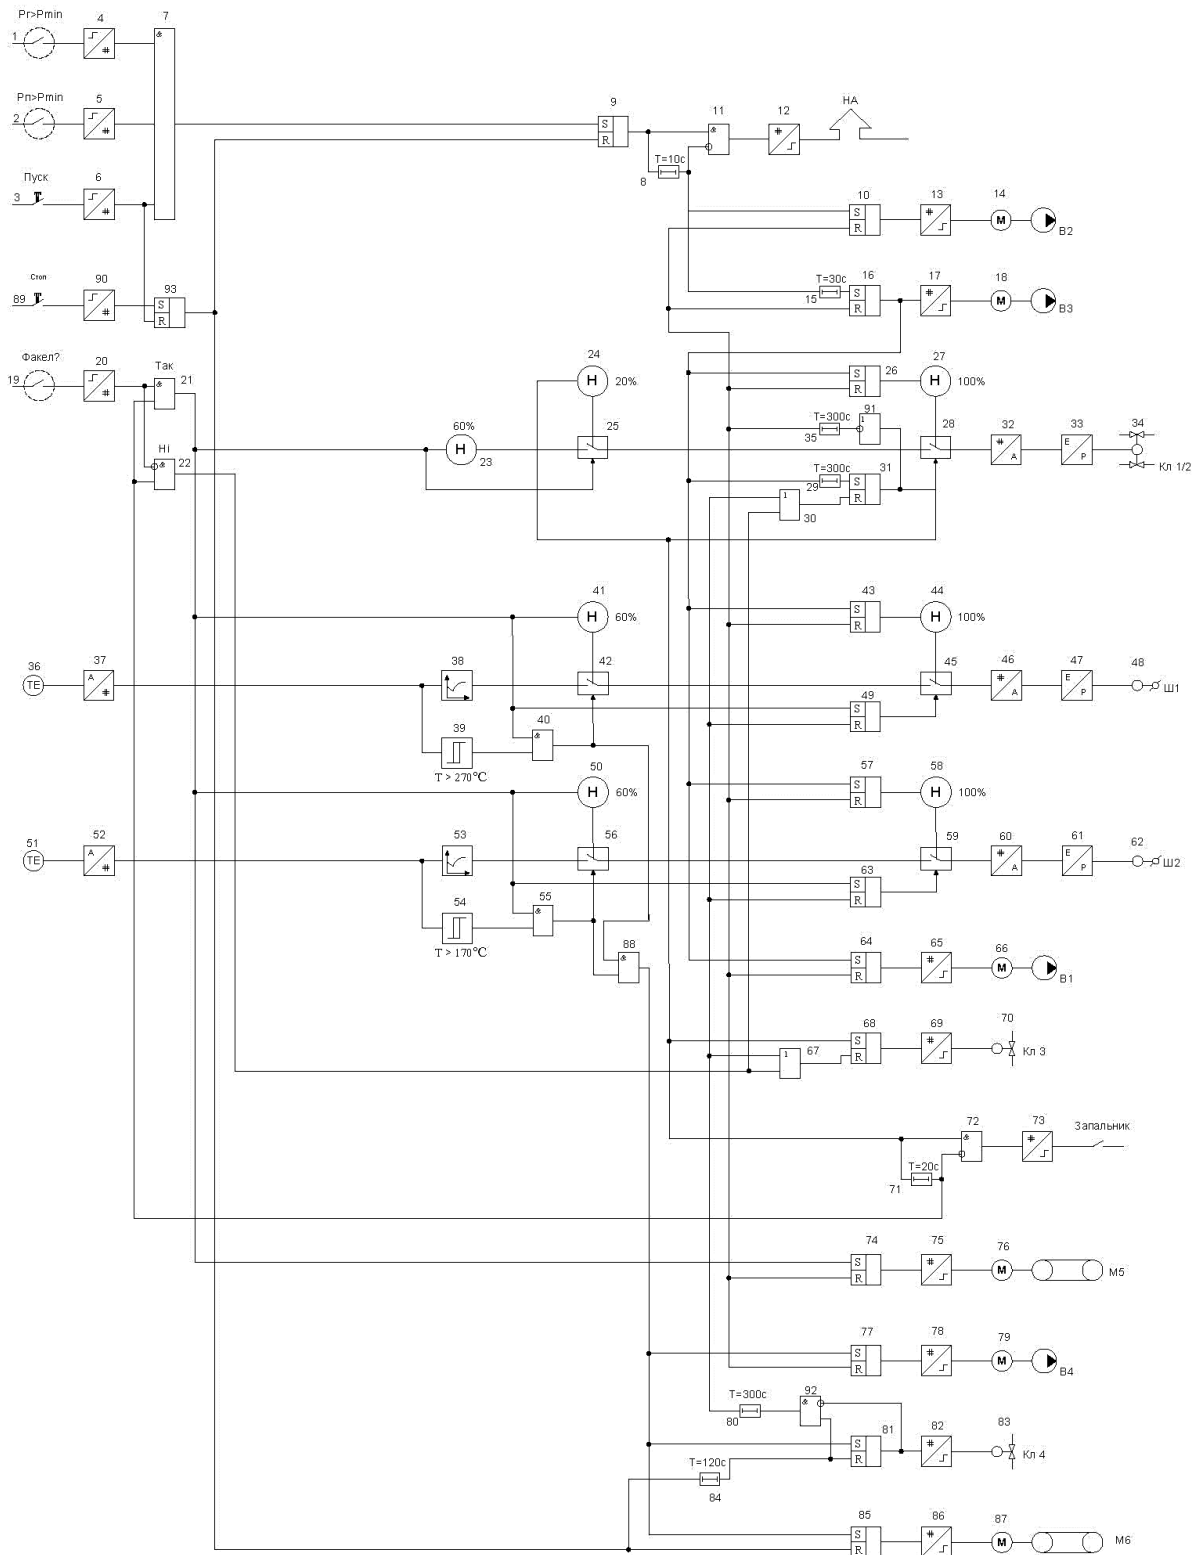 Pг>Pmin
4
7
1
&
#
Pп>Pmin
5
2
#
9
S
R
11
&
12
#
НА
T=10c
8
Пуск
3
6
#
10
S
R
13
#
14
M
В2
Стоп
89
90
#
93
S
R
T=30c
15
16
S
R
17
#
18
M
В3
Факел?
19
20
#
Так
21
&
Ні
22
&
24
Н
20%
26
S
R
27
Н
100%
60%
Н
23
25
T=300c
35
91
1
28
32
#
A
33
E
P
34
Кл 1/2
T=300c
29
31
S
R
1
30
41
Н
60%
43
S
R
44
Н
100%
36
TE
37
A
#
38
42
45
46
#
A
47
E
P
48
Ш1
39
T > 270°C
40
&
49
S
R
50
Н
60%
57
S
R
58
Н
100%
51
TE
52
A
#
53
56
59
60
#
A
61
E
P
62
Ш2
54
T > 170°C
55
&
63
S
R
88
&
64
S
R
65
#
66
M
В1
67
1
68
S
R
69
#
70
Кл 3
72
&
73
#
Запальник
T=20c
71
74
S
R
75
#
76
M
М5
77
S
R
78
#
79
M
В4
T=300c
80
92
&
81
S
R
82
#
83
Кл 4
T=120c
84
85
S
R
86
#
87
M
М6